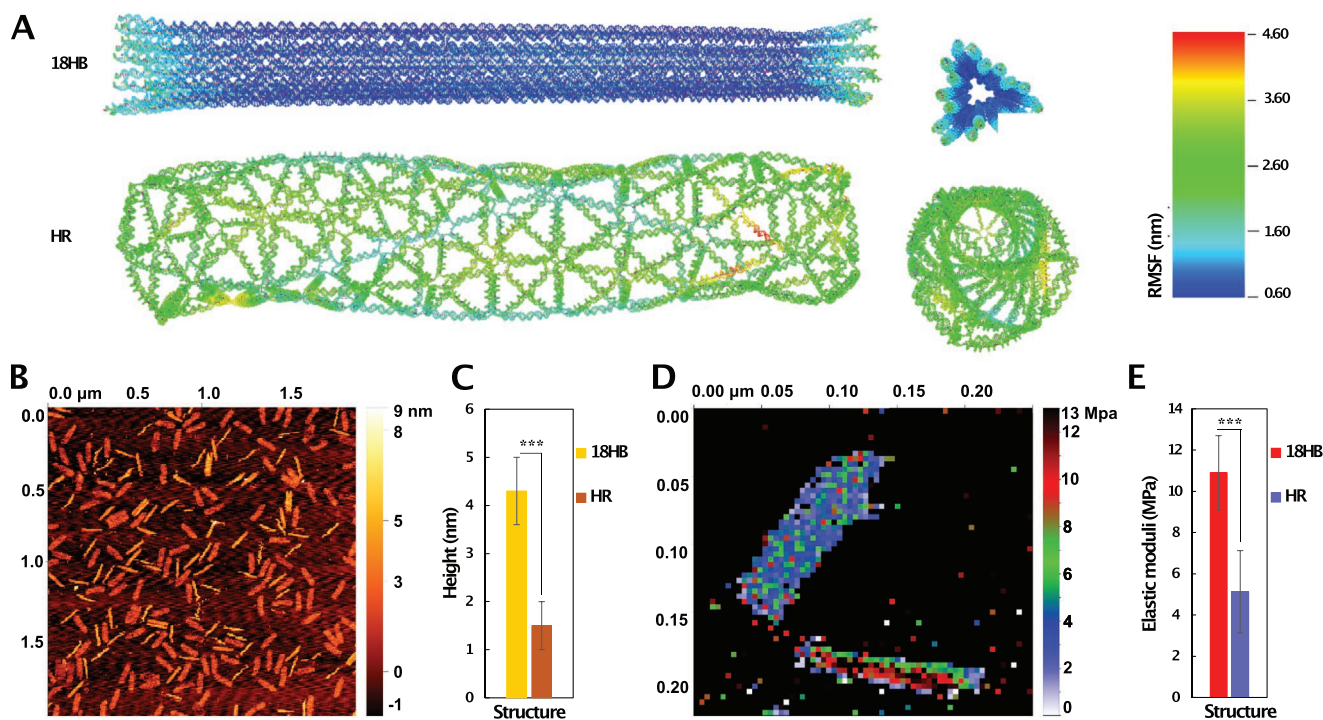 A
18HB
HR
RMSF (nm)
4.60
3.60
2.60
1.60
0.60
B
0.0 µm 0.5 1.0 1.5
0.0
0.5
1.0
1.5
9 nm
8
5
3
0
-1
C
Height (nm)
6
5
4
3
2
1
0
***
Structure
18HB
HR
D
0.00 µm 0.05 0.10 0.15 0.20
0.00
0.05
0.10
0.15
0.20
13 Mpa
12
10
8
6
4
2
0
E
Elastic moduli (MPa)
14
12
10
8
6
4
2
0
***
Structure
18HB
HR